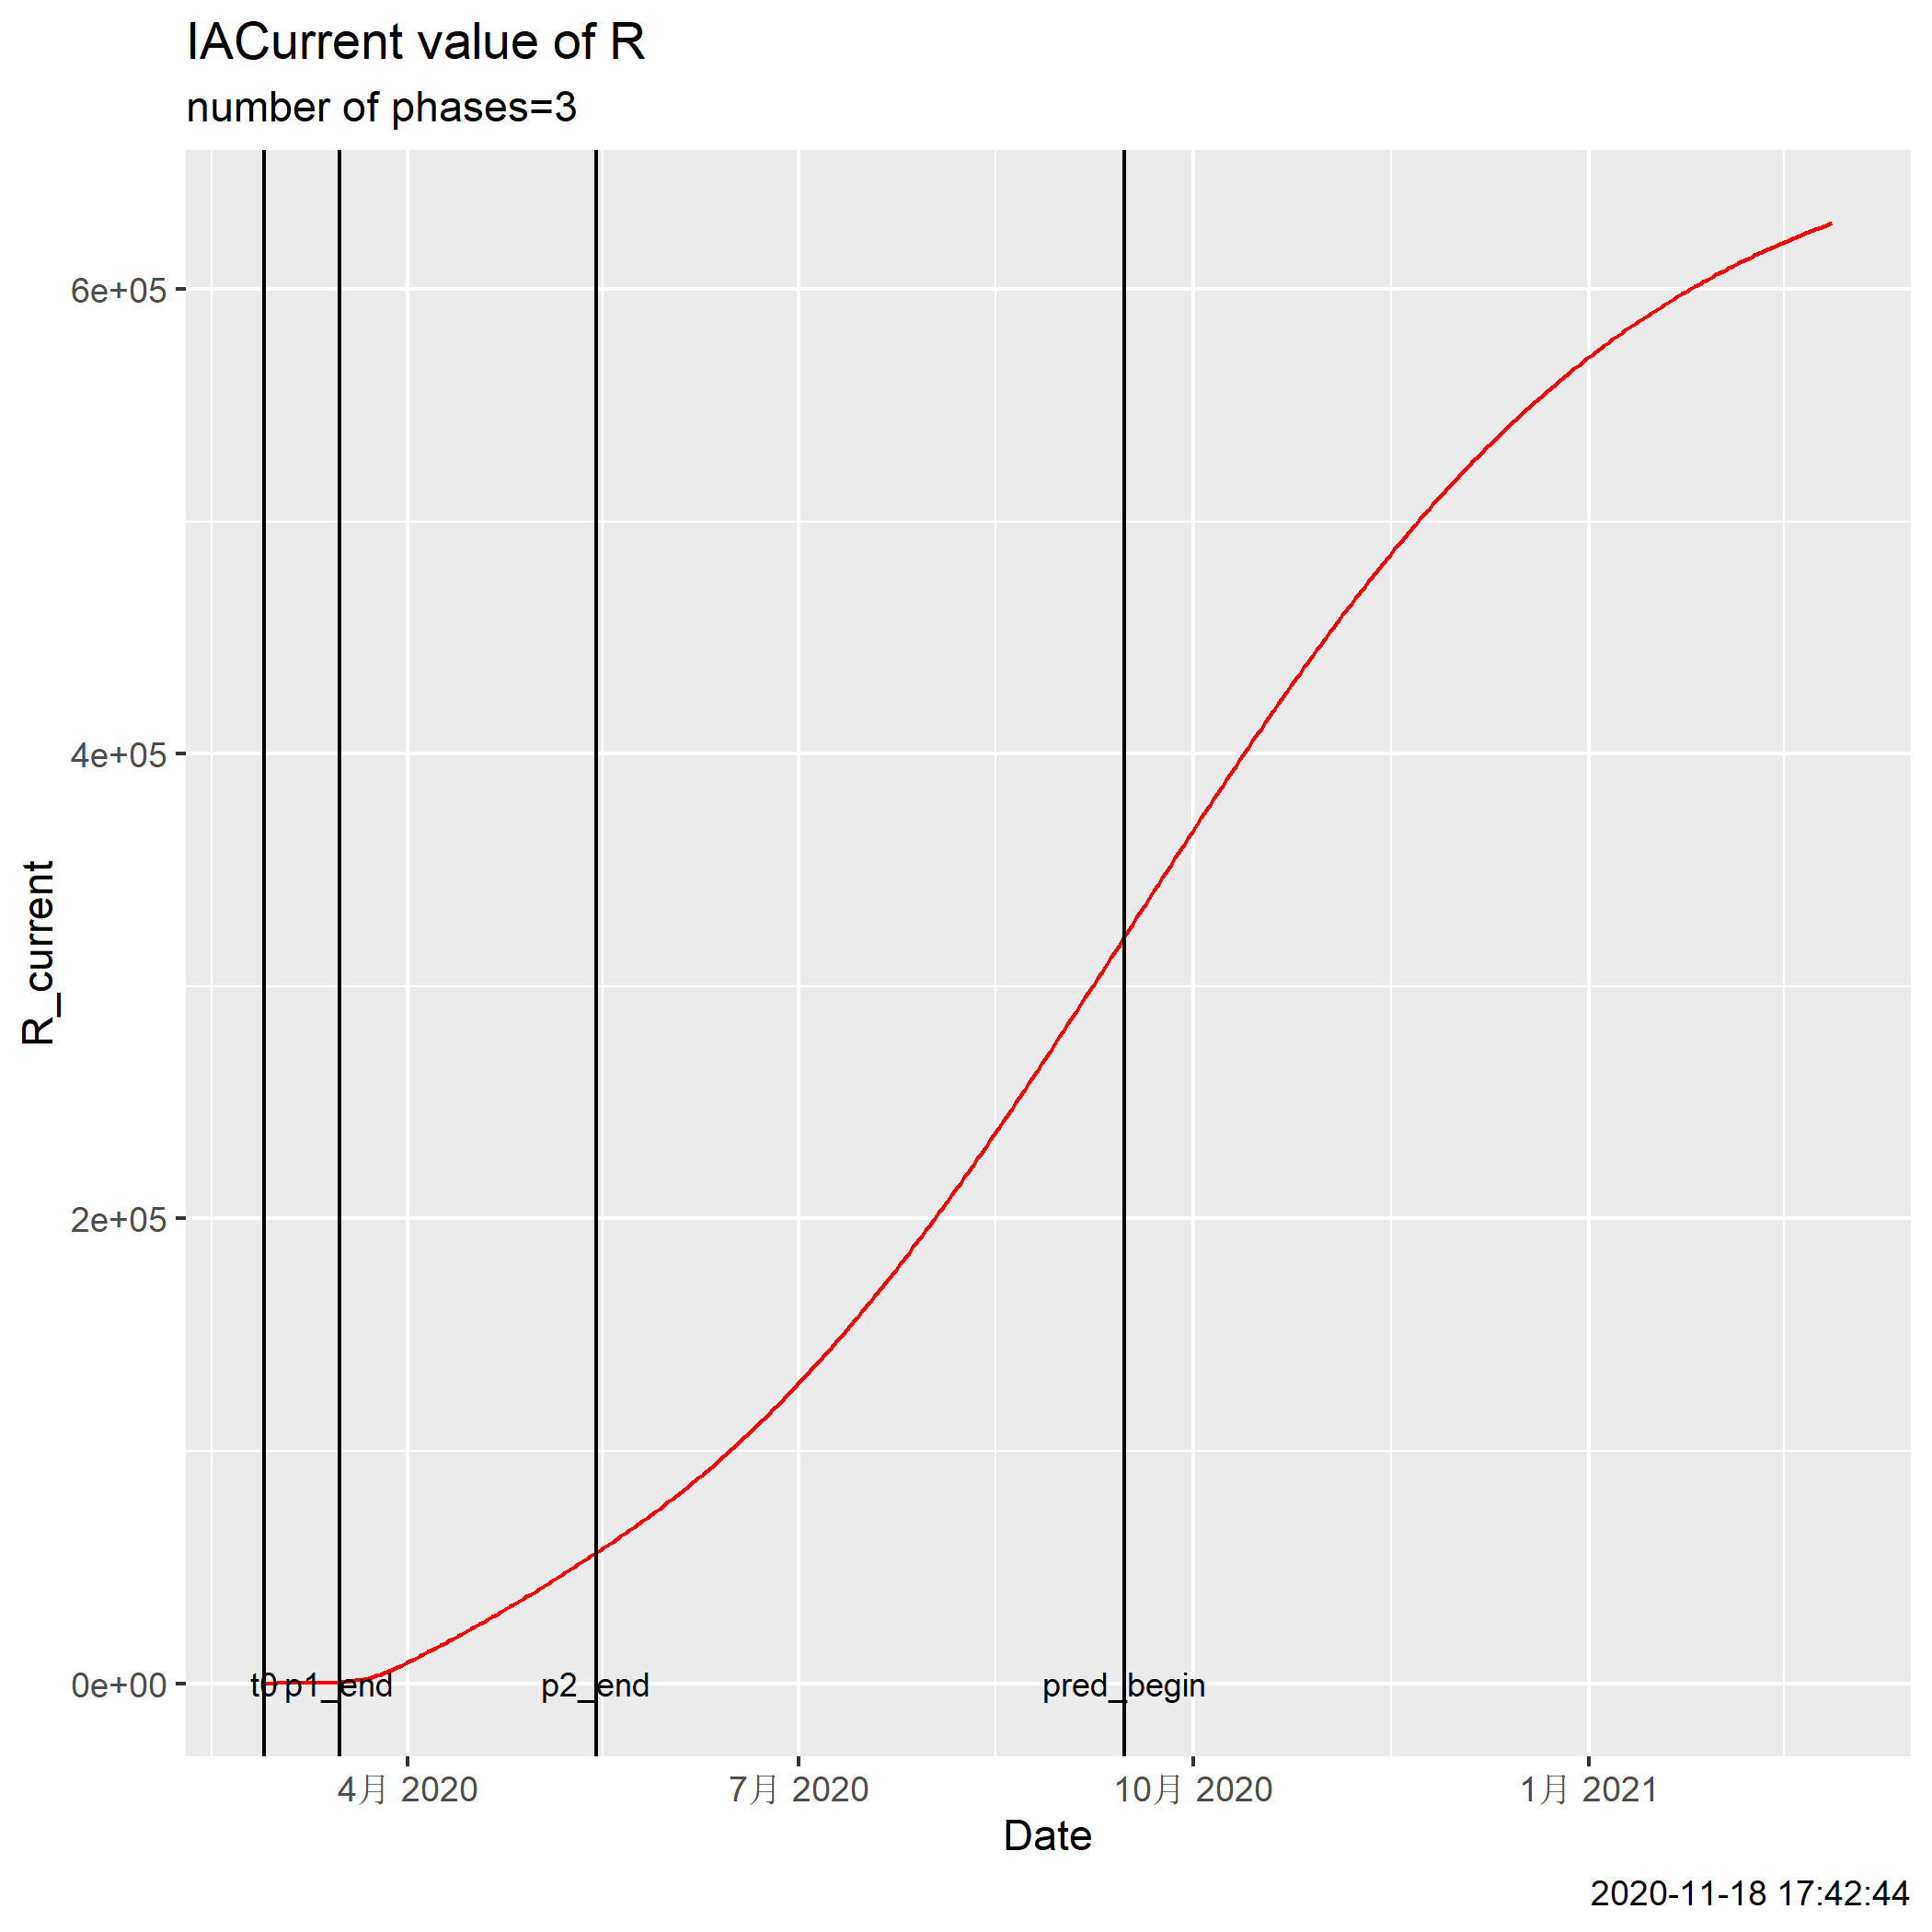 IACurrent value of R
number of phases=3
6e+05
4e+05
2e+05
0e+00
R_current
t0 p1_end p2_end pred_begin
4月 2020 7月 2020 10月 2020 1月 2021
Date
2020-11-18 17:42:44